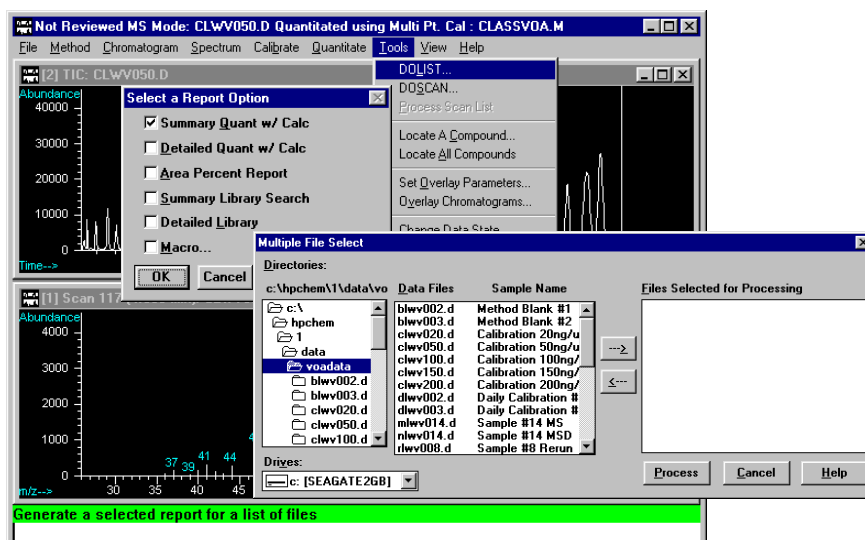 Not Reviewed MS Mode: CLWV050.D Quantitated using Multi Pt. Cal : CLASSVOA.M
File Method Chromatogram Spectrum Calibrate Quantitate Tools View Help
[2] TIC: CLWV050.D
Abundance
40000
30000
20000
10000
0
Time-->
DOLIST...
DOSCAN...
Process Scan List
Locate A Compound...
Locate All Compounds
Set Overlay Parameters...
Overlay Chromatograms...
Change Data State
Select a Report Option
Summary Quant w/ Calc
Detailed Quant w/ Calc
Area Percent Report
Summary Library Search
Detailed Library
Macro...
OK Cancel
[1] Scan 117
Abundance
4000
3000
2000
1000
0
37 39 41 44
m/z--> 30 35 40 45
Multiple File Select
Directories:
c:\hpchem\1\data\vo
c:\
hpchem
1
data
voadata
blwv002.d
blwv003.d
clwv020.d
clwv050.d
clwv100.d
Drives:
c: [SEAGATE2GB]
Data Files Sample Name
blwv002.d Method Blank #1
blwv003.d Method Blank #2
clwv020.d Calibration 20ng/u
clwv050.d Calibration 50ng/u
clwv100.d Calibration 100ng/
clwv150.d Calibration 150ng/
clwv200.d Calibration 200ng/
dlwv002.d Daily Calibration #
dlwv003.d Daily Calibration #
mlwv014.d Sample #14 MS
nlwv014.d Sample #14 MSD
rlwv008.d Sample #8 Rerun
--->
<---
Files Selected for Processing
Process Cancel Help
Generate a selected report for a list of files